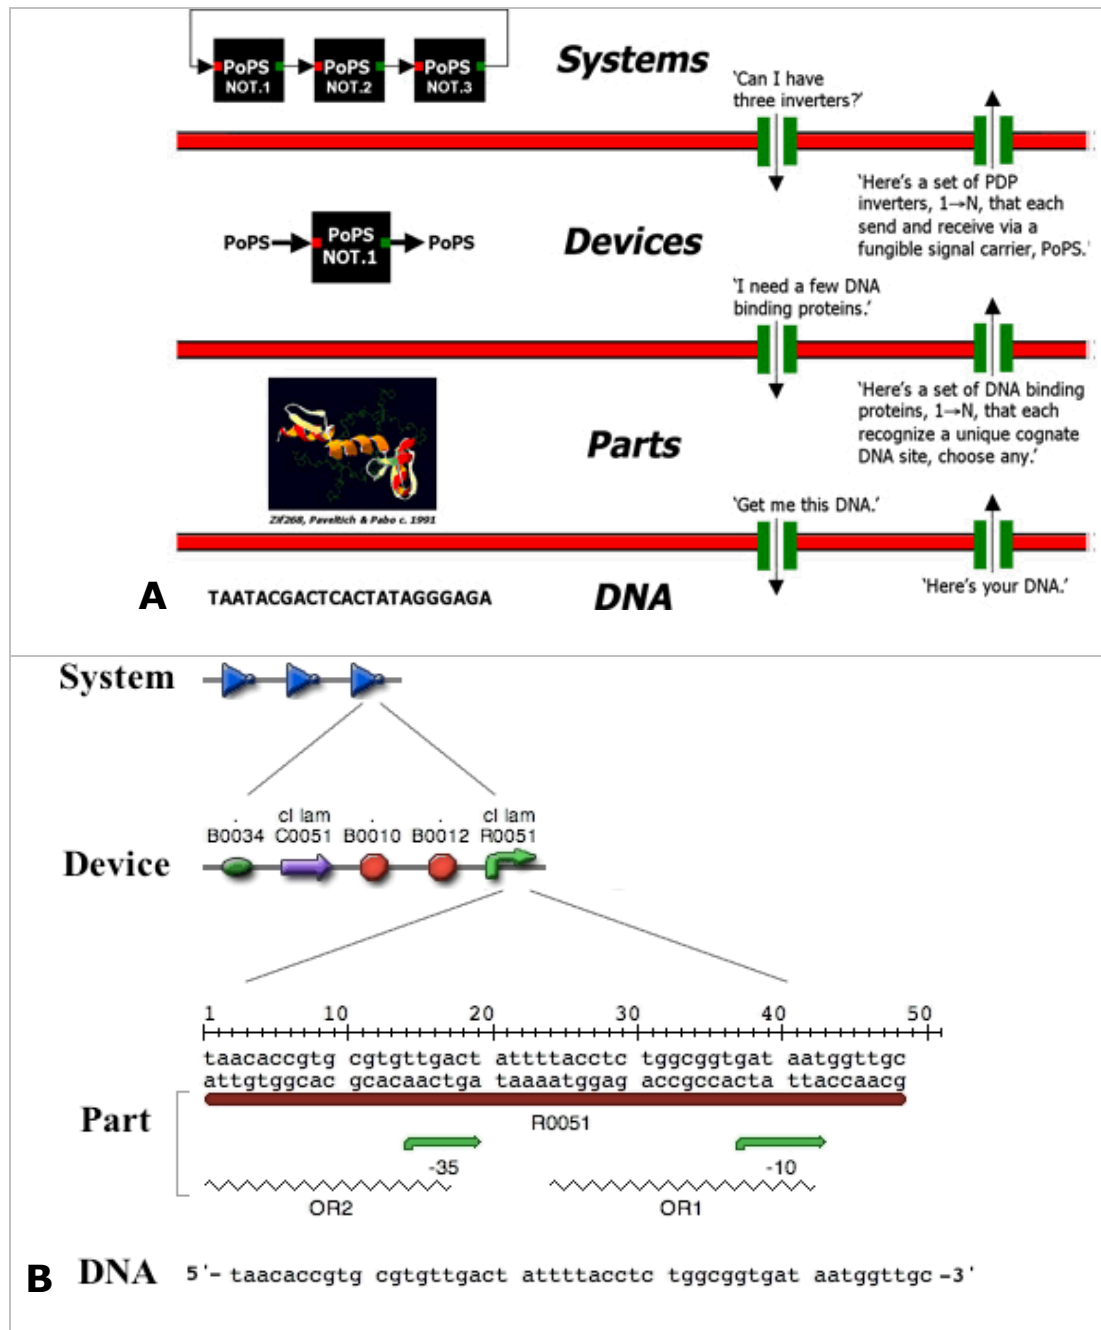 PoPS NOT.1
PoPS NOT.2
PoPS NOT.3
Systems
'Can I have
three inverters?'
'Here's a set of PDP
inverters, 1→N, that each
send and receive via a
fungible signal carrier, PoPS.'
PoPS
PoPS
NOT.1
PoPS
Devices
'I need a few DNA
binding proteins.'
'Here's a set of DNA binding
proteins, 1→N, that each
recognize a unique cognate
DNA site, choose any.'
Zif268, Paveltich & Pabo c. 1991
Parts
'Get me this DNA.'
'Here's your DNA.'
A
TAATACGACTCACTATAGGGAGA
DNA
System
. cI lam . . cI lam
B0034 C0051 B0010 B0012 R0051
Device
1 10 20 30 40 50
taacaccgtg cgtgttgact attttacctc tggcggtgat aatggttgc
attgtggcac gcacaactga taaaatggag accgccacta ttaccaacg
Part
R0051
-35 -10
OR2 OR1
B
DNA
5'- taacaccgtg cgtgttgact attttacctc tggcggtgat aatggttgc -3'